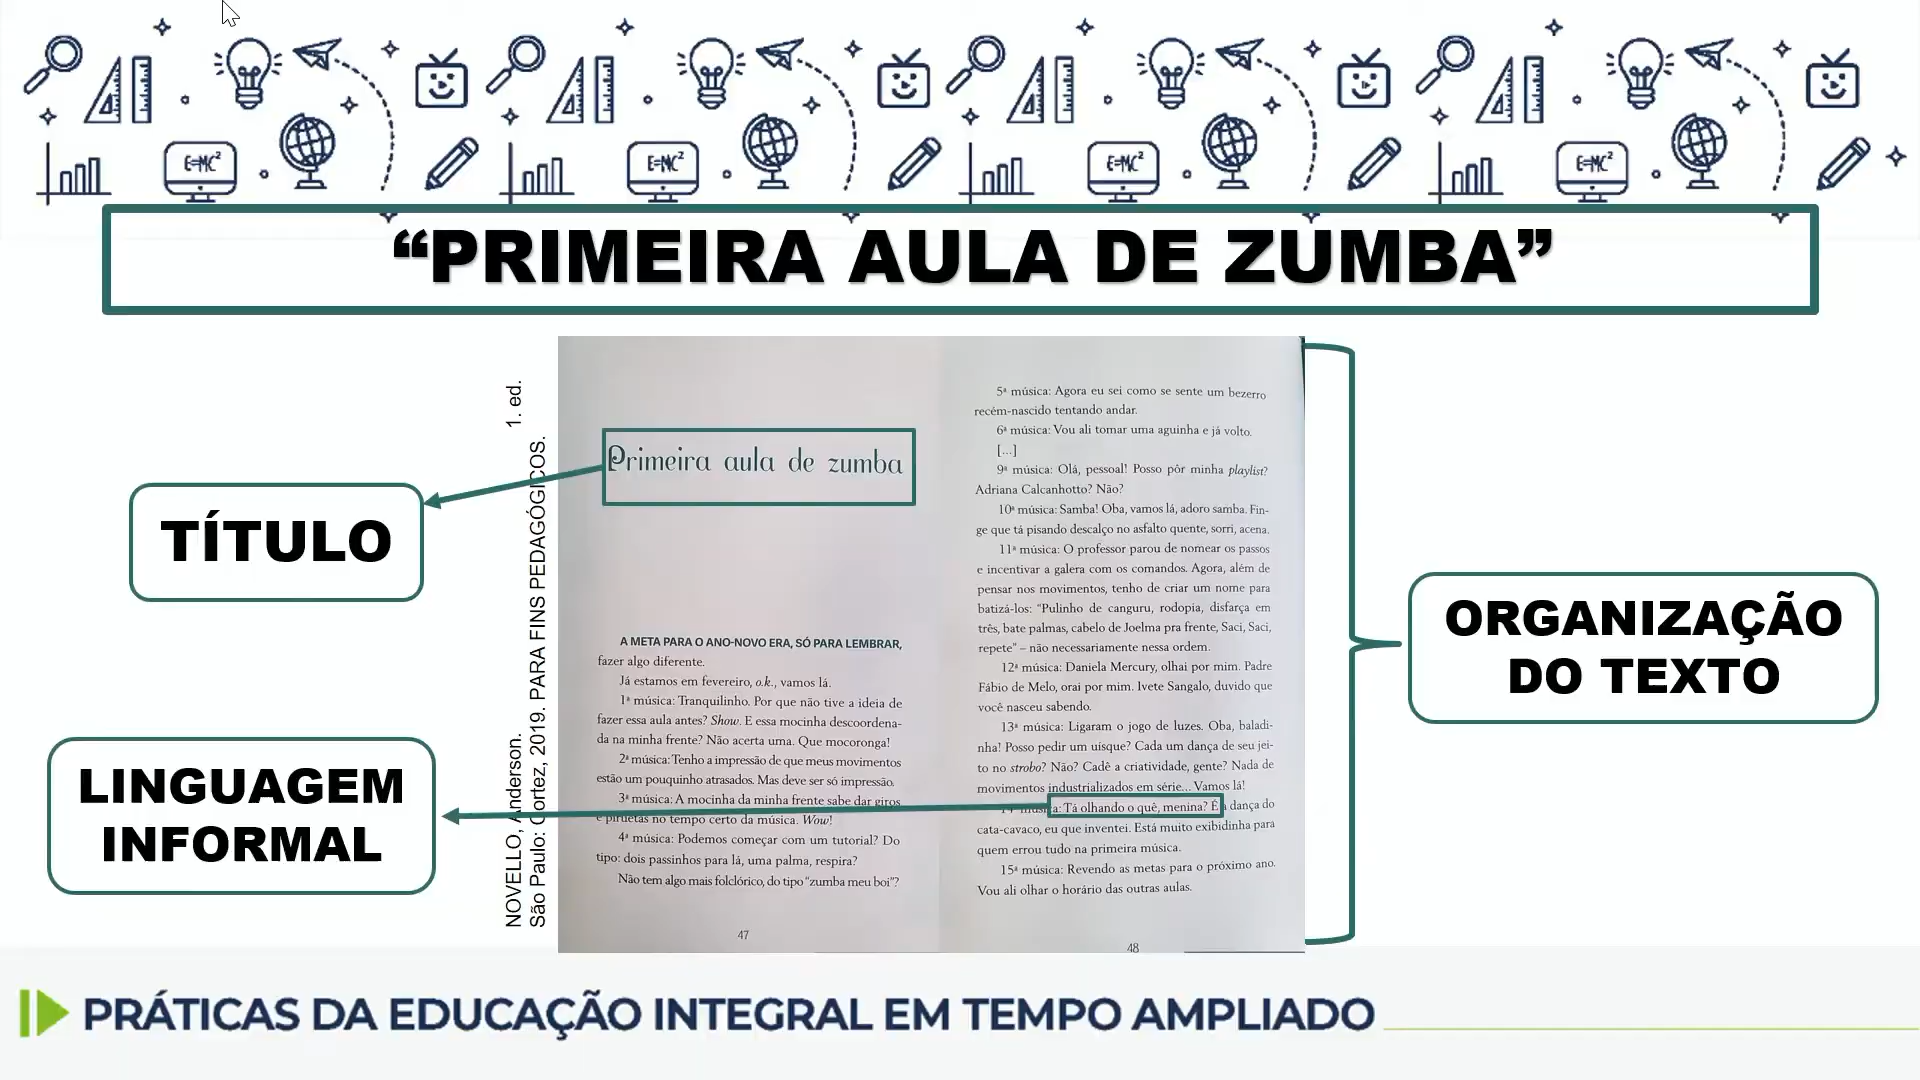 E=MC²
E=MC²
E=MC²
E=MC²
“PRIMEIRA AULA DE ZUMBA”
TÍTULO
LINGUAGEM
INFORMAL
NOVELLO, Anderson. 1. ed.
São Paulo: Cortez, 2019. PARA FINS PEDAGÓGICOS.
Primeira aula de zumba
A META PARA O ANO-NOVO ERA, SÓ PARA LEMBRAR,
fazer algo diferente.
Já estamos em fevereiro, o.k., vamos lá.
1ª música: Tranquilinho. Por que não tive a ideia de
fazer essa aula antes? Show. E essa mocinha descoordena-
da na minha frente? Não acerta uma. Que mocoronga!
2ª música: Tenho a impressão de que meus movimentos
estão um pouquinho atrasados. Mas deve ser só impressão.
3ª música: A mocinha da minha frente sabe dar giros
e piruetas no tempo certo da música. Wow!
4ª música: Podemos começar com um tutorial? Do
tipo: dois passinhos para lá, uma palma, respira?
Não tem algo mais folclórico, do tipo “zumba meu boi”?
47
5ª música: Agora eu sei como se sente um bezerro
recém-nascido tentando andar.
6ª música: Vou ali tomar uma aguinha e já volto.
[...]
9ª música: Olá, pessoal! Posso pôr minha playlist?
Adriana Calcanhotto? Não?
10ª música: Samba! Oba, vamos lá, adoro samba. Fin-
ge que tá pisando descalço no asfalto quente, sorri, acena.
11ª música: O professor parou de nomear os passos
e incentivar a galera com os comandos. Agora, além de
pensar nos movimentos, tenho de criar um nome para
batizá-los: “Pulinho de canguru, rodopia, disfarça em
três, bate palmas, cabelo de Joelma pra frente, Saci, Saci,
repete” – não necessariamente nessa ordem.
12ª música: Daniela Mercury, olhai por mim. Padre
Fábio de Melo, orai por mim. Ivete Sangalo, duvido que
você nasceu sabendo.
13ª música: Ligaram o jogo de luzes. Oba, baladi-
nha! Posso pedir um uísque? Cada um dança de seu jei-
to no strobo? Não? Cadê a criatividade, gente? Nada de
movimentos industrializados em série... Vamos lá!
14ª música: Tá olhando o quê, menina? É a dança do
cata-cavaco, eu que inventei. Está muito exibidinha para
quem errou tudo na primeira música.
15ª música: Revendo as metas para o próximo ano.
Vou ali olhar o horário das outras aulas.
48
ORGANIZAÇÃO
DO TEXTO
PRÁTICAS DA EDUCAÇÃO INTEGRAL EM TEMPO AMPLIADO